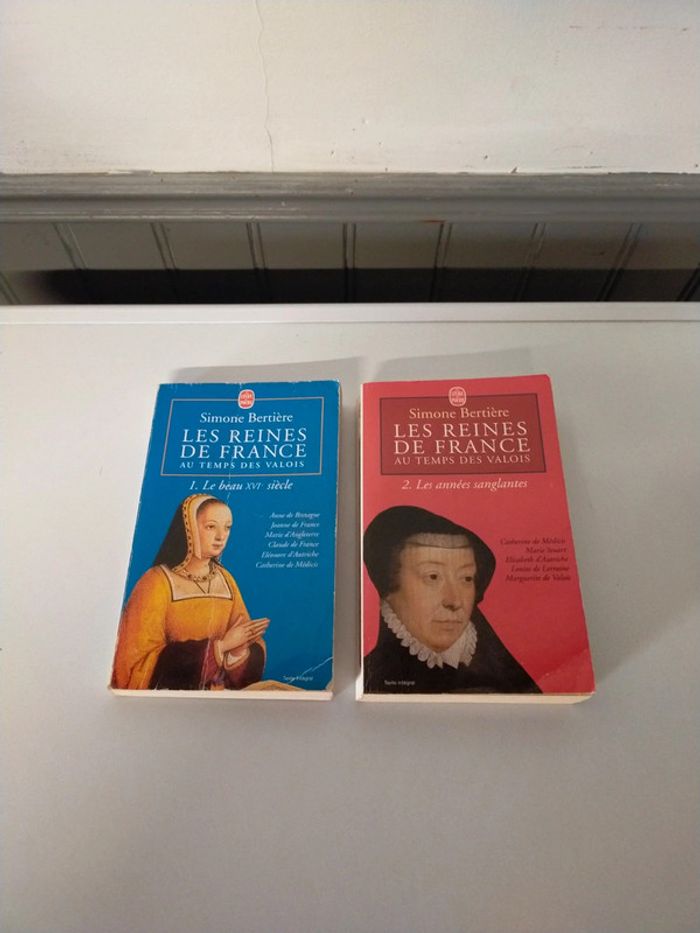 LE LIVRE
DE POCHE
Simone Bertière
LES REINES
DE FRANCE
AU TEMPS DES VALOIS
1. Le beau XVIe siècle
Anne de Bretagne
Jeanne de France
Marie d'Angleterre
Claude de France
Eléonore d'Autriche
Catherine de Médicis
Texte intégral
LE LIVRE
DE POCHE
Simone Bertière
LES REINES
DE FRANCE
AU TEMPS DES VALOIS
2. Les années sanglantes
Catherine de Médicis
Marie Stuart
Elisabeth d'Autriche
Louise de Lorraine
Marguerite de Valois
Texte intégral